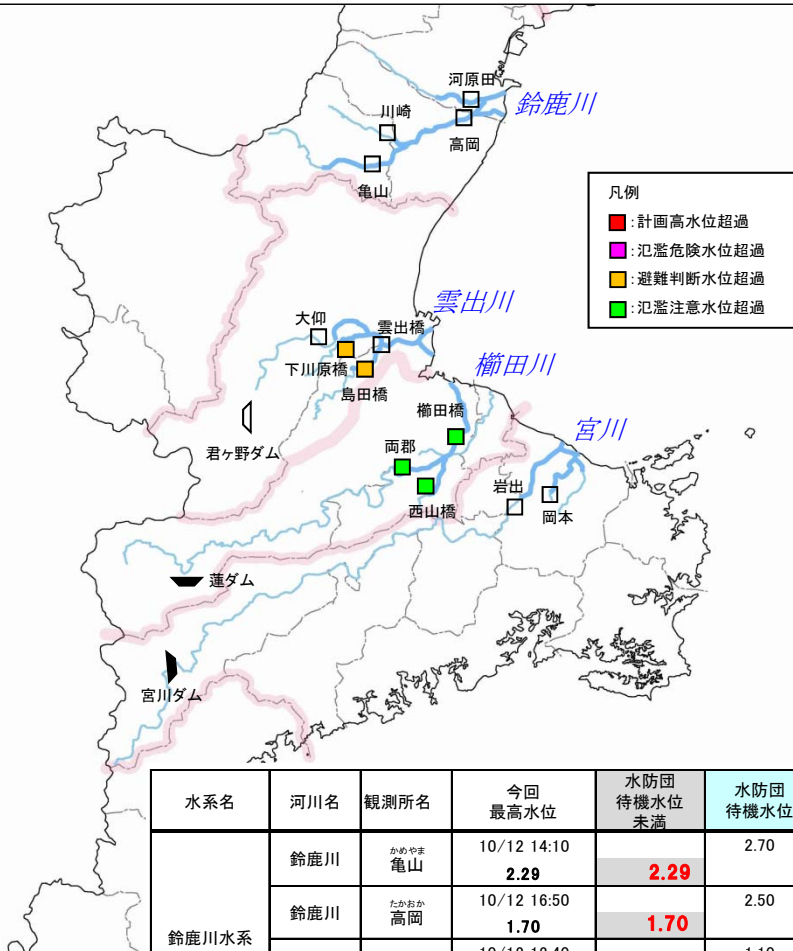 河原田
鈴鹿川
川崎
高岡
亀山
凡例
:計画高水位超過
:氾濫危険水位超過
:避難判断水位超過
:氾濫注意水位超過
雲出川
大仰
雲出橋
下川原橋
島田橋
櫛田川
櫛田橋
君ヶ野ダム
宮川
両郡
岩出
西山橋
岡本
蓮ダム
宮川ダム
水系名 河川名 観測所名 今回 最高水位 水防団 待機水位 未満 水防団 待機水位
鈴鹿川水系
鈴鹿川 かめやま 亀山 10/12 14:10 2.70
2.29 2.29
鈴鹿川 たかおか 高岡 10/12 16:50 2.50
1.70 1.70